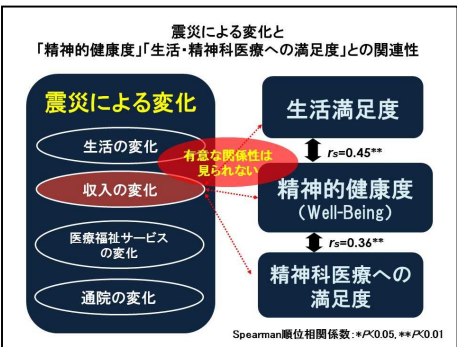 震災による変化と
「精神的健康度」「生活・精神科医療への満足度」との関連性
震災による変化
生活の変化
収入の変化
医療福祉サービス
の変化
通院の変化
有意な関係性は
見られない
生活満足度
rs=0.45**
精神的健康度
(Well-Being)
rs=0.36**
精神科医療への
満足度
Spearman順位相関係数:*P<0.05, **P<0.01